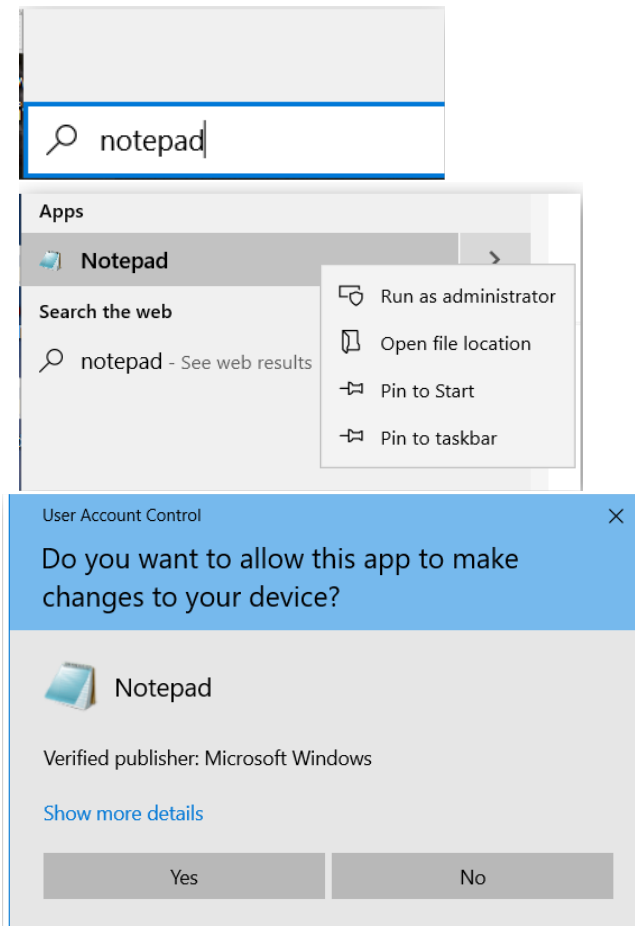 notepad
Apps
Notepad
Search the web
notepad - See web results
Run as administrator
Open file location
Pin to Start
Pin to taskbar
User Account Control
Do you want to allow this app to make
changes to your device?
Notepad
Verified publisher: Microsoft Windows
Show more details
Yes
No